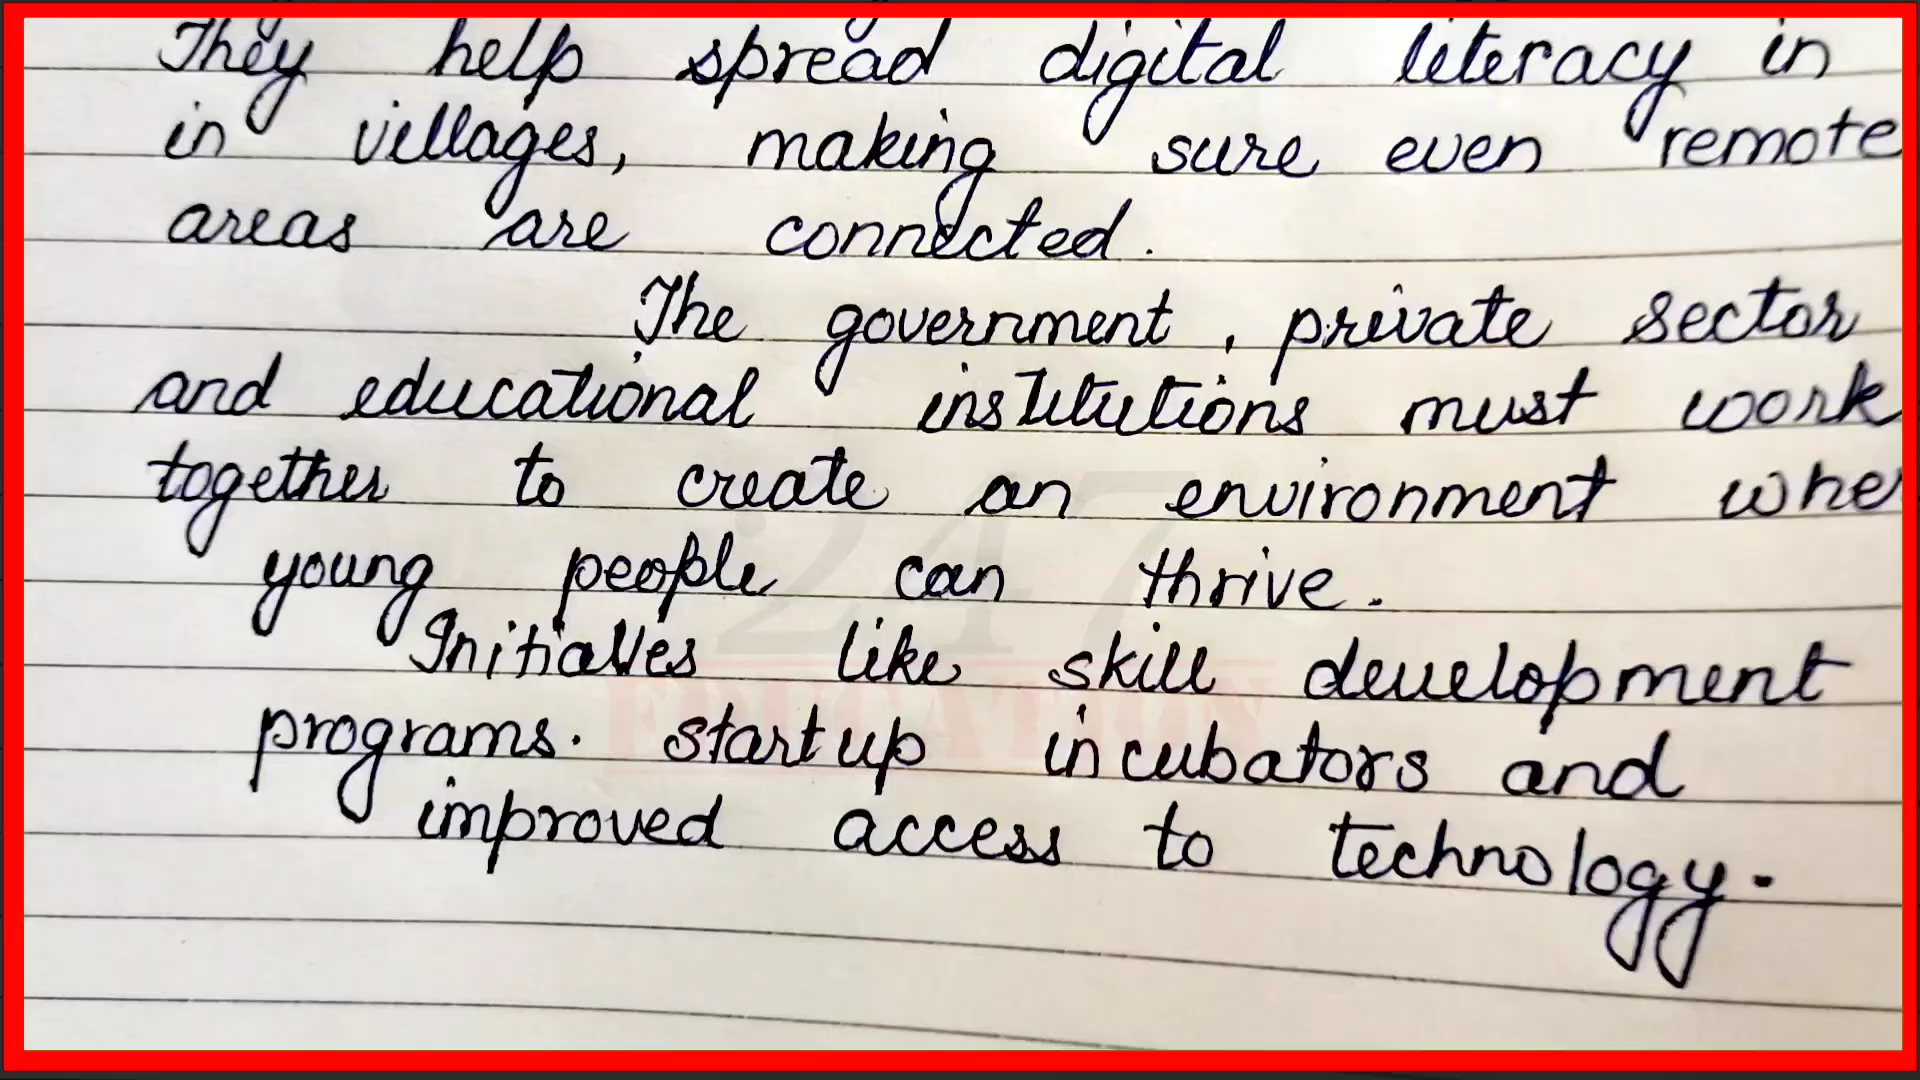 They help spread digital literacy in
in villages, making sure even remote
areas are connected.
The government, private sector
and educational institutions must work
together to create an environment whe
young people can thrive.
Initiatives like skill development
programs. startup incubators and
improved access to technology.
247
EDUCATION